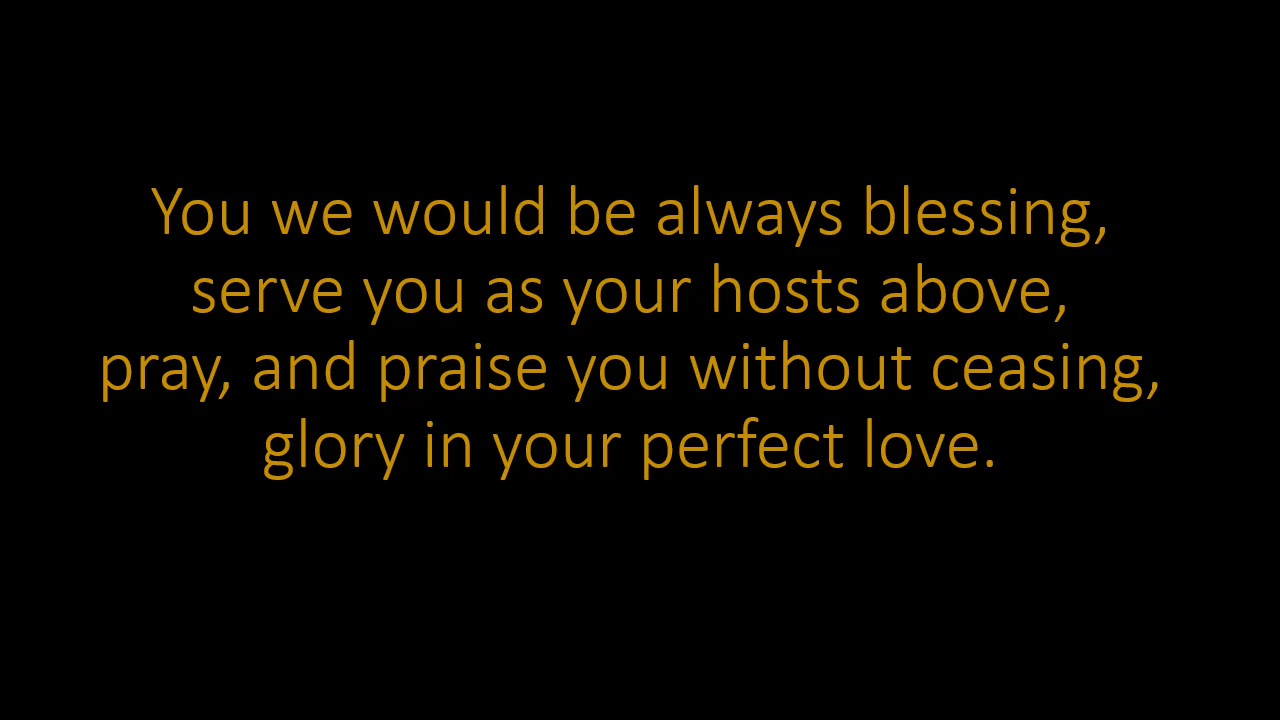 You we would be always blessing,
serve you as your hosts above,
pray, and praise you without ceasing,
glory in your perfect love.